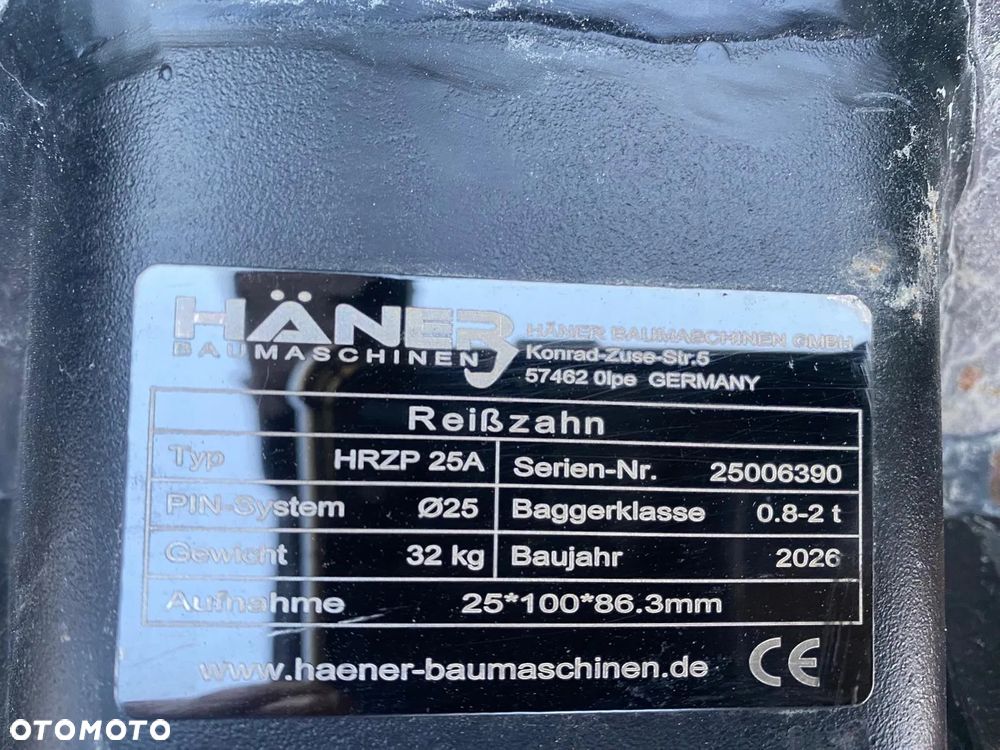 HÄNER
BAUMASCHINEN
HÄNER BAUMASCHINEN GMBH
Konrad-Zuse-Str.5
57462 Olpe GERMANY
Reißzahn
Typ HRZP 25A Serien-Nr. 25006390
PIN-System Ø25 Baggerklasse 0.8-2 t
Gewicht 32 kg Baujahr 2026
Aufnahme 25*100*86.3mm
www.haener-baumaschinen.de CE
OTOMOTO